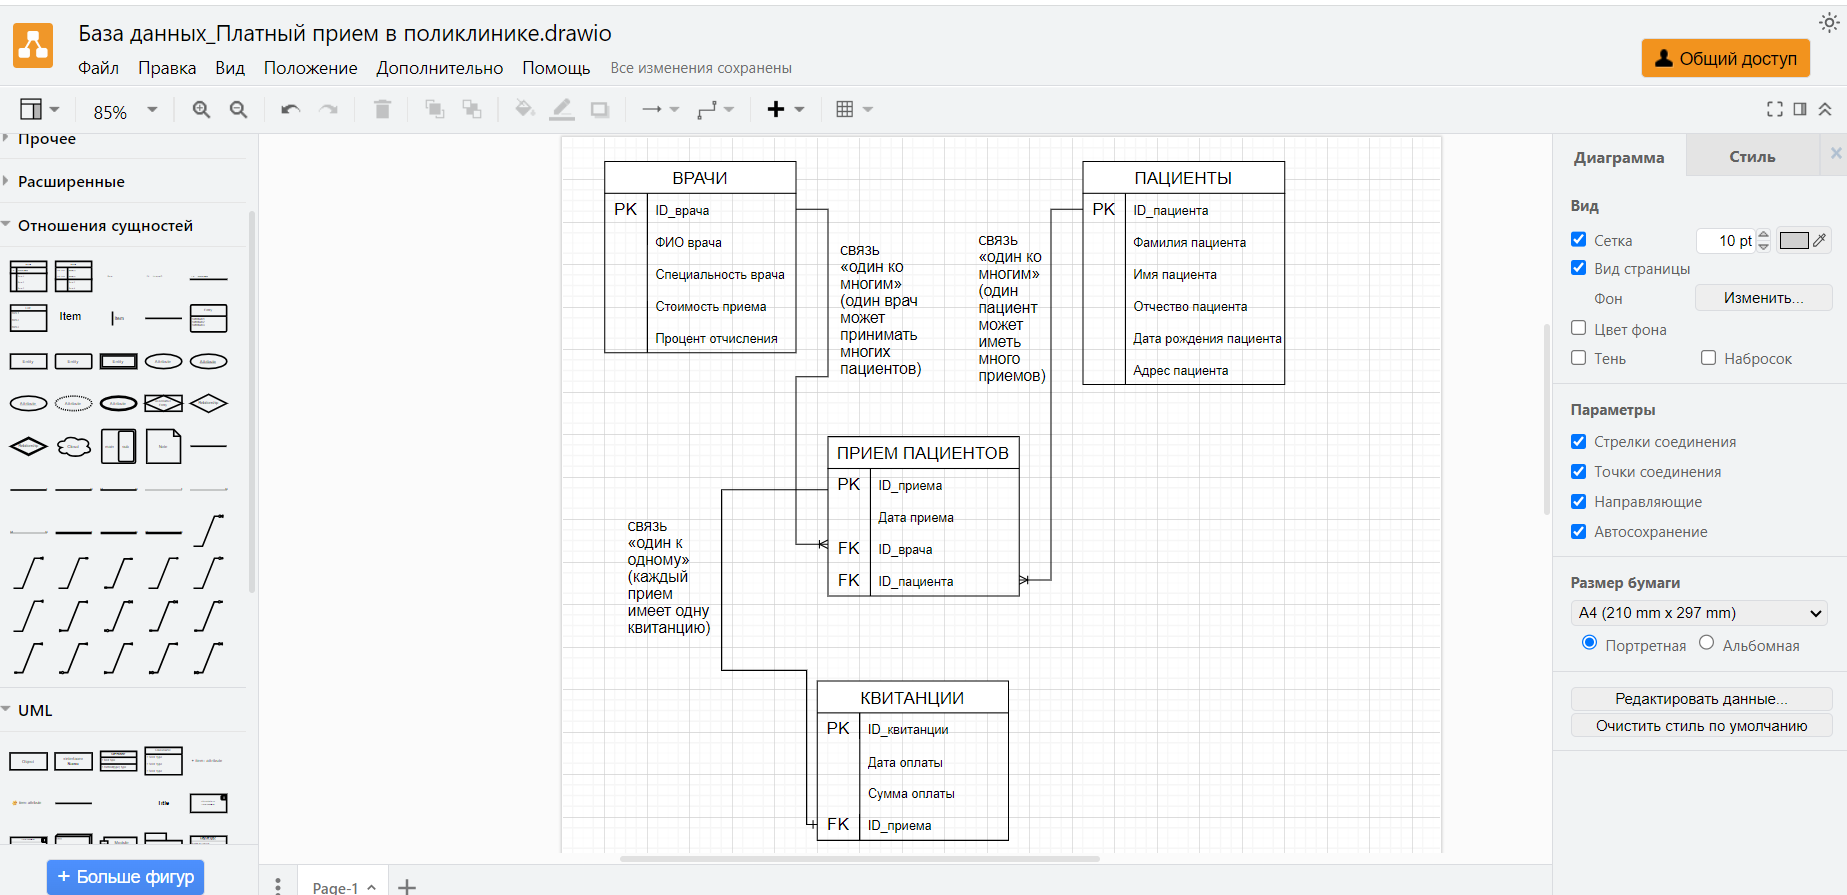 База данных_Платный прием в поликлинике.drawio
Файл Правка Вид Положение Дополнительно Помощь Все изменения сохранены
Общий доступ
85%
Прочее
Расширенные
Отношения сущностей
Item
UML
Title
+ Больше фигур
ВРАЧИ
PK ID_врача
ФИО врача
Специальность врача
Стоимость приема
Процент отчисления
связь
«один ко
многим»
(один врач
может
принимать
многих
пациентов)
связь
«один ко
многим»
(один
пациент
может
иметь
много
приемов)
ПАЦИЕНТЫ
PK ID_пациента
Фамилия пациента
Имя пациента
Отчество пациента
Дата рождения пациента
Адрес пациента
ПРИЕМ ПАЦИЕНТОВ
PK ID_приема
Дата приема
FK ID_врача
FK ID_пациента
связь
«один к
одному»
(каждый
прием
имеет одну
квитанцию)
КВИТАНЦИИ
PK ID_квитанции
Дата оплаты
Сумма оплаты
FK ID_приема
Page-1
Диаграмма Стиль
Вид
Сетка 10 pt
Вид страницы
Фон Изменить...
Цвет фона
Тень Набросок
Параметры
Стрелки соединения
Точки соединения
Направляющие
Автосохранение
Размер бумаги
A4 (210 mm x 297 mm)
Портретная Альбомная
Редактировать данные...
Очистить стиль по умолчанию